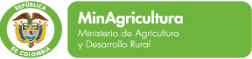 REPÚBLICA
DE COLOMBIA
MinAgricultura
Ministerio de Agricultura
y Desarrollo Rural